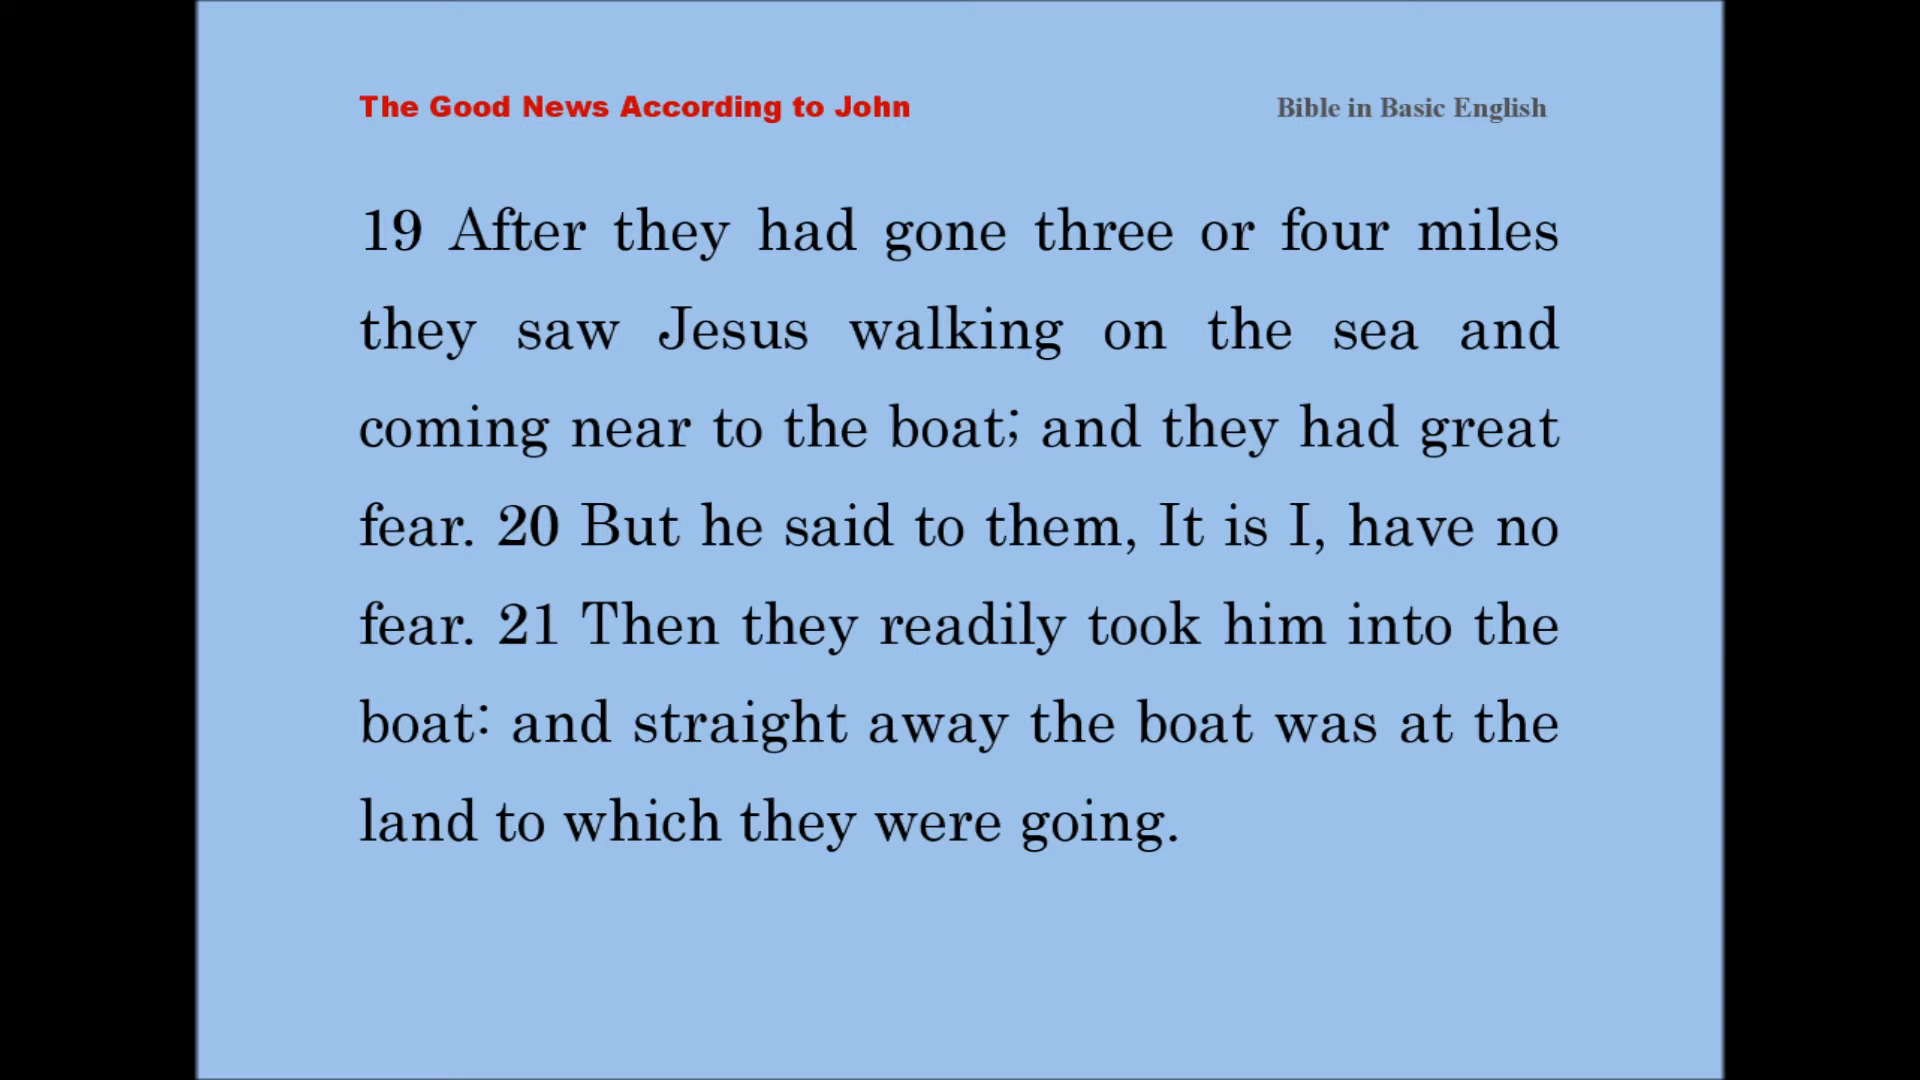 The Good News According to John
Bible in Basic English
19 After they had gone three or four miles
they saw Jesus walking on the sea and
coming near to the boat; and they had great
fear. 20 But he said to them, It is I, have no
fear. 21 Then they readily took him into the
boat: and straight away the boat was at the
land to which they were going.